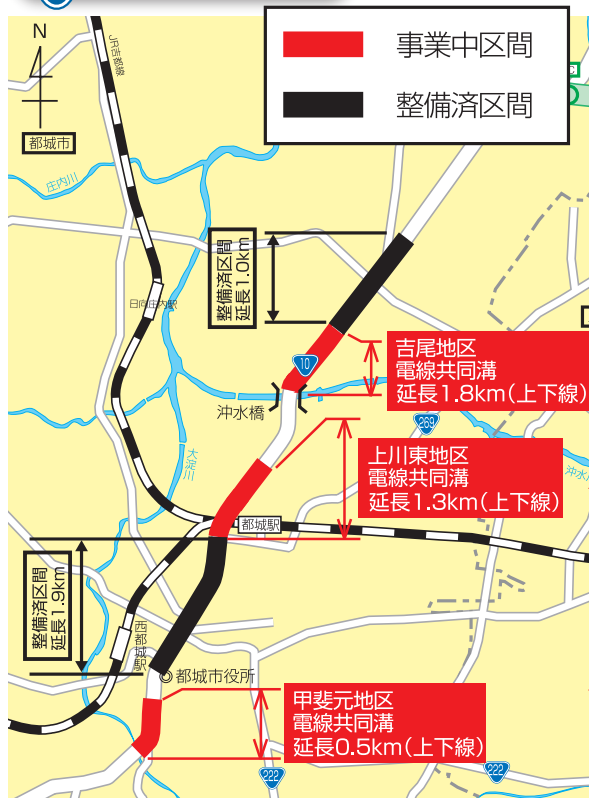 事業中区間
整備済区間
N
都城市
JR吉都線
庄内川
整備済区間
延長1.0km
日向庄内駅
10
吉尾地区
電線共同溝
延長1.8km(上下線)
沖水橋
269
大淀川
上川東地区
電線共同溝
延長1.3km(上下線)
沖水
都城駅
整備済区間
延長1.9km
西都城駅
都城市役所
甲斐元地区
電線共同溝
延長0.5km(上下線)
222
222